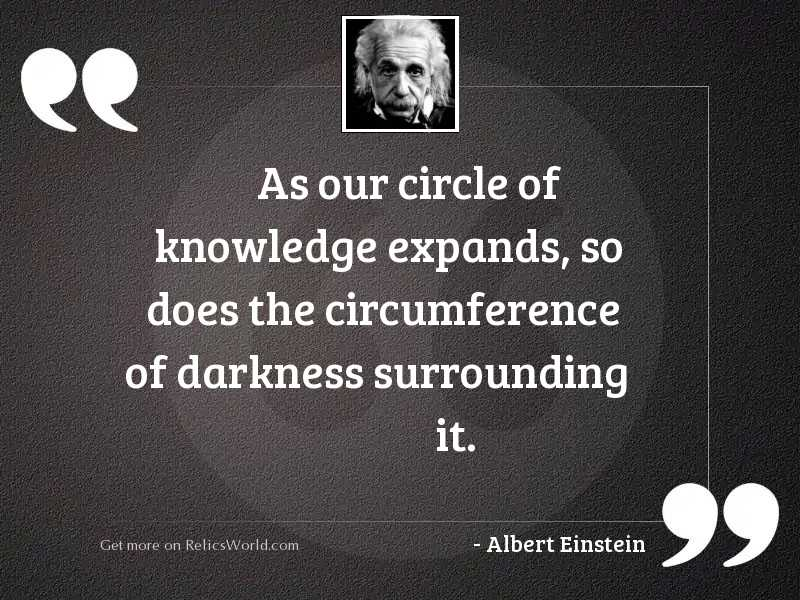 As our circle of
knowledge expands, so
does the circumference
of darkness surrounding
it.
Get more on RelicsWorld.com
- Albert Einstein